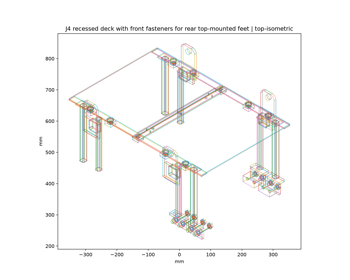 J4 recessed deck with front fasteners for rear top-mounted feet | top-isometric
800
700
600
500
400
300
200
mm
−300 −200 −100 0 100 200 300
mm